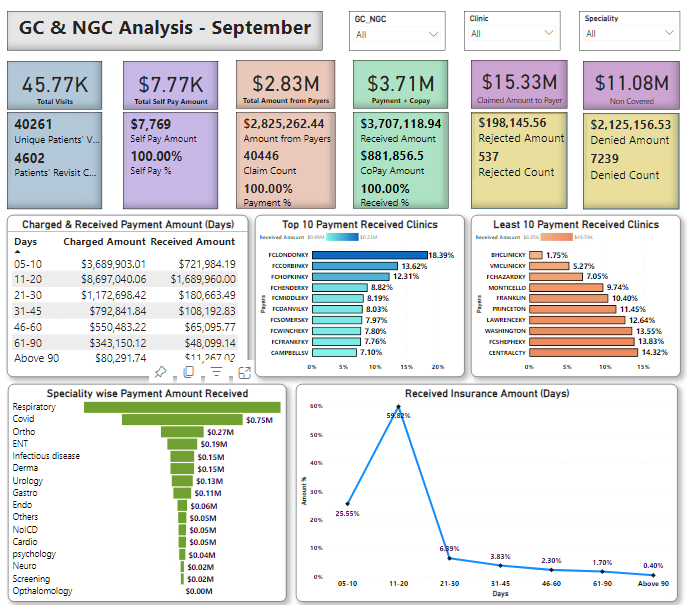 GC & NGC Analysis - September
GC_NGC
All
Clinic
All
Speciality
All
45.77K
Total Visits
$7.77K
Total Self Pay Amount
$2.83M
Total Amount from Payers
$3.71M
Payment + Copay
$15.33M
Claimed Amount to Payer
$11.08M
Non Covered
40261
Unique Patients' V...
4602
Patients' Revisit C...
$7,769
Self Pay Amount
100.00%
Self Pay %
$2,825,262.44
Amount from Payers
40446
Claim Count
100.00%
Payment %
$3,707,118.94
Received Amount
$881,856.5
CoPay Amount
100.00%
Received %
$198,145.56
Rejected Amount
537
Rejected Count
$2,125,156.53
Denied Amount
7239
Denied Count
Charged & Received Payment Amount (Days)
Days Charged Amount Received Amount
05-10 $3,689,903.01 $721,984.19
11-20 $8,697,040.06 $1,689,960.00
21-30 $1,172,698.42 $180,663.49
31-45 $792,841.84 $108,192.83
46-60 $550,483.22 $65,095.77
61-90 $343,150.12 $48,099.14
Above 90 $80,291.74 $11,267.02
Top 10 Payment Received Clinics
Received Amount $0.09M $0.21M
Payers
FCLONDONKY 18.39%
FCCORBINKY 13.62%
FCHOPKINKY 12.31%
FCHENDERKY 8.82%
FCMIDDLEKY 8.19%
FCDANVILKY 8.03%
FCSOMERSKY 7.97%
FCWINCHEKY 7.80%
FCFRANKFKY 7.76%
CAMPBELLSV 7.10%
0% 5% 10% 15% 20%
Least 10 Payment Received Clinics
Received Amount
Payers
BHCLINICKY 1.75%
VMCLINICKY 5.27%
FCHAZARDKY 7.05%
MONTICELLO 9.74%
FRANKLIN 10.40%
PRINCETON 11.45%
LAWRENCEKY 12.64%
WASHINGTON 13.55%
FCSHEPHERKY 13.83%
CENTRALCTY 14.32%
0% 5% 10% 15%
Speciality wise Payment Amount Received
Respiratory
Covid $0.75M
Ortho $0.27M
ENT $0.19M
Infectious disease $0.15M
Derma $0.15M
Urology $0.13M
Gastro $0.11M
Endo $0.06M
Others $0.05M
NoICD $0.05M
Cardio $0.05M
psychology $0.04M
Neuro $0.02M
Screening $0.02M
Opthalomology $0.00M
Received Insurance Amount (Days)
Amount %
60%
50%
40%
30%
20%
10%
0%
25.55%
59.82%
6.39%
3.83%
2.30%
1.70%
0.40%
05-10 11-20 21-30 31-45 46-60 61-90 Above 90
Days